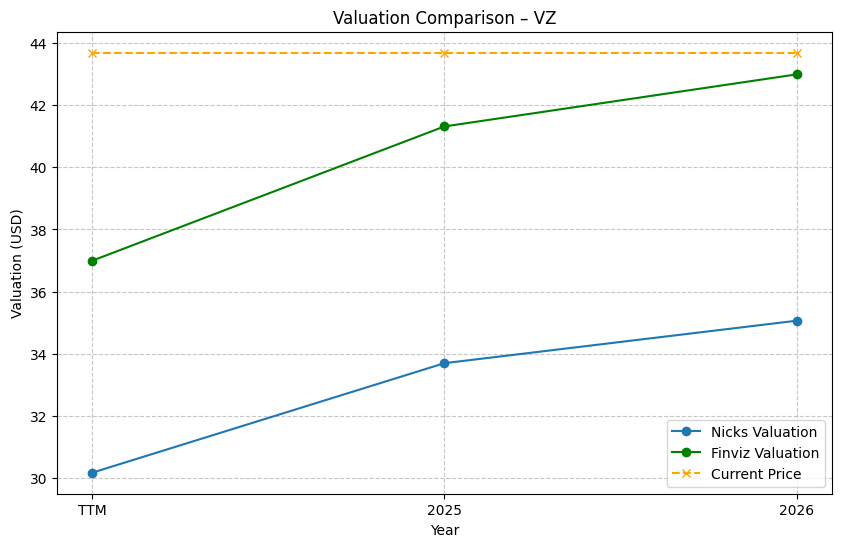 Valuation Comparison – VZ
Valuation (USD)
44
42
40
38
36
34
32
30
TTM
2025
2026
Year
Nicks Valuation
Finviz Valuation
Current Price